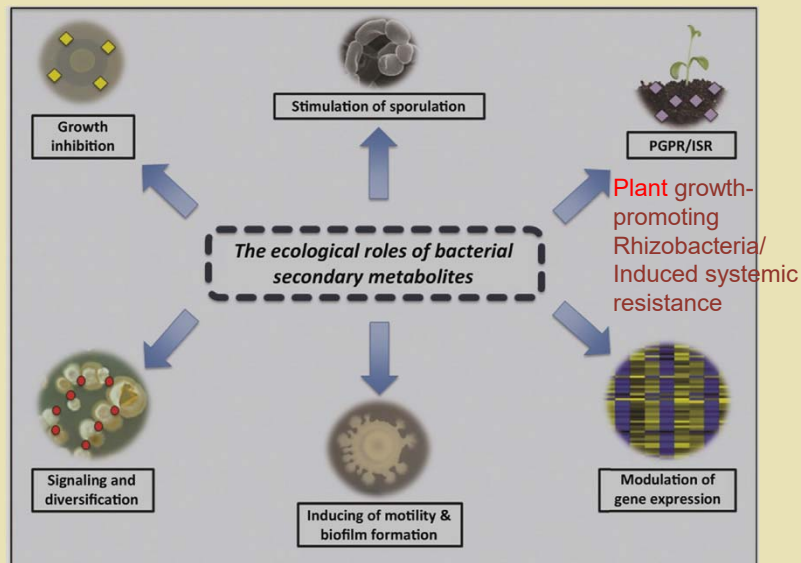 Growth
inhibition
Stimulation of sporulation
PGPR/ISR
Plant growth-
promoting
Rhizobacteria/
Induced systemic
resistance
The ecological roles of bacterial
secondary metabolites
Signaling and
diversification
Inducing of motility &
biofilm formation
Modulation of
gene expression